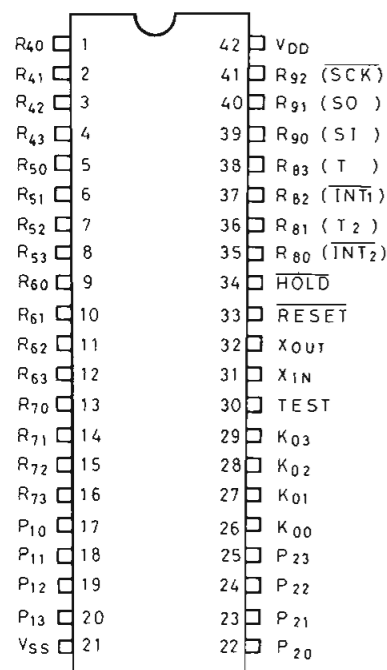 R40 1 42 VDD
R41 2 41 R92 (SCK)
R42 3 40 R91 (SO )
R43 4 39 R90 (SI )
R50 5 38 R83 (T )
R51 6 37 R82 (INT1)
R52 7 36 R81 (T2)
R53 8 35 R80 (INT2)
R60 9 34 HOLD
R61 10 33 RESET
R62 11 32 XOUT
R63 12 31 XIN
R70 13 30 TEST
R71 14 29 K03
R72 15 28 K02
R73 16 27 K01
P10 17 26 K00
P11 18 25 P23
P12 19 24 P22
P13 20 23 P21
VSS 21 22 P20